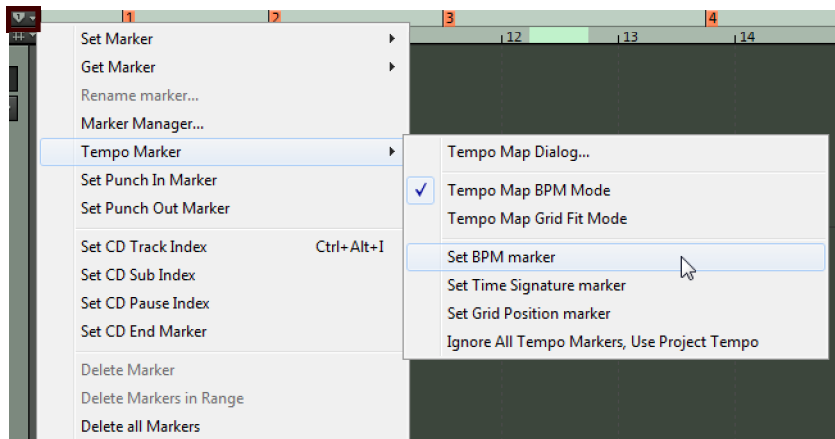 1 2 3 4
12 13 14
Set Marker
Get Marker
Rename marker...
Marker Manager...
Tempo Marker
Set Punch In Marker
Set Punch Out Marker
Set CD Track Index Ctrl+Alt+I
Set CD Sub Index
Set CD Pause Index
Set CD End Marker
Delete Marker
Delete Markers in Range
Delete all Markers
Tempo Map Dialog...
Tempo Map BPM Mode
Tempo Map Grid Fit Mode
Set BPM marker
Set Time Signature marker
Set Grid Position marker
Ignore All Tempo Markers, Use Project Tempo